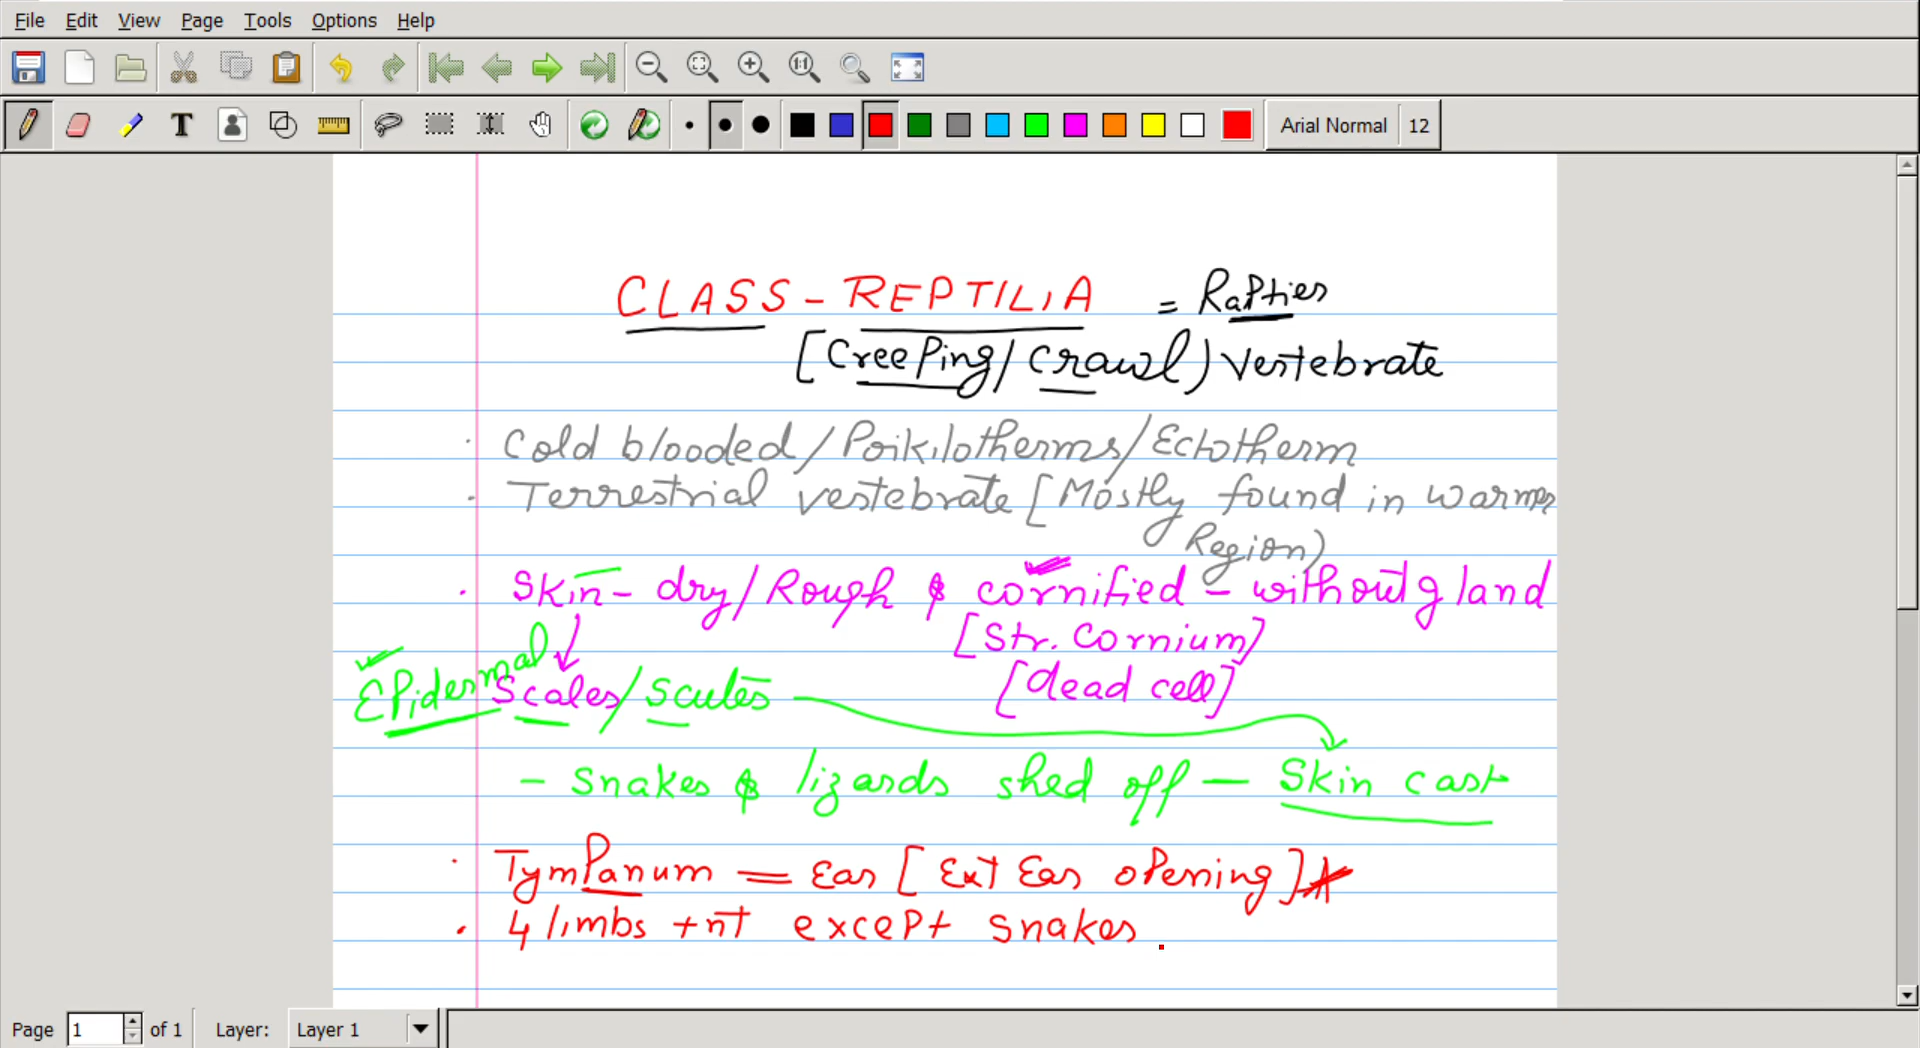 File Edit View Page Tools Options Help
Arial Normal 12
CLASS - REPTILIA = Rapties
[Creeping/crawl) vertebrate
· Cold blooded/Poikilotherms/Ectotherm
· Terrestrial vertebrate [Mostly found in warmer
Region)
· Skin - dry/Rough & cornified - without gland
[Str. Cornium]
Epidermal Scales/scutes [dead cell]
- Snakes & lizards shed off - Skin cast
· Tympanum = Ear [Ext Ear opening]*
· 4 limbs +nt except snakes.
Page 1 of 1 Layer: Layer 1